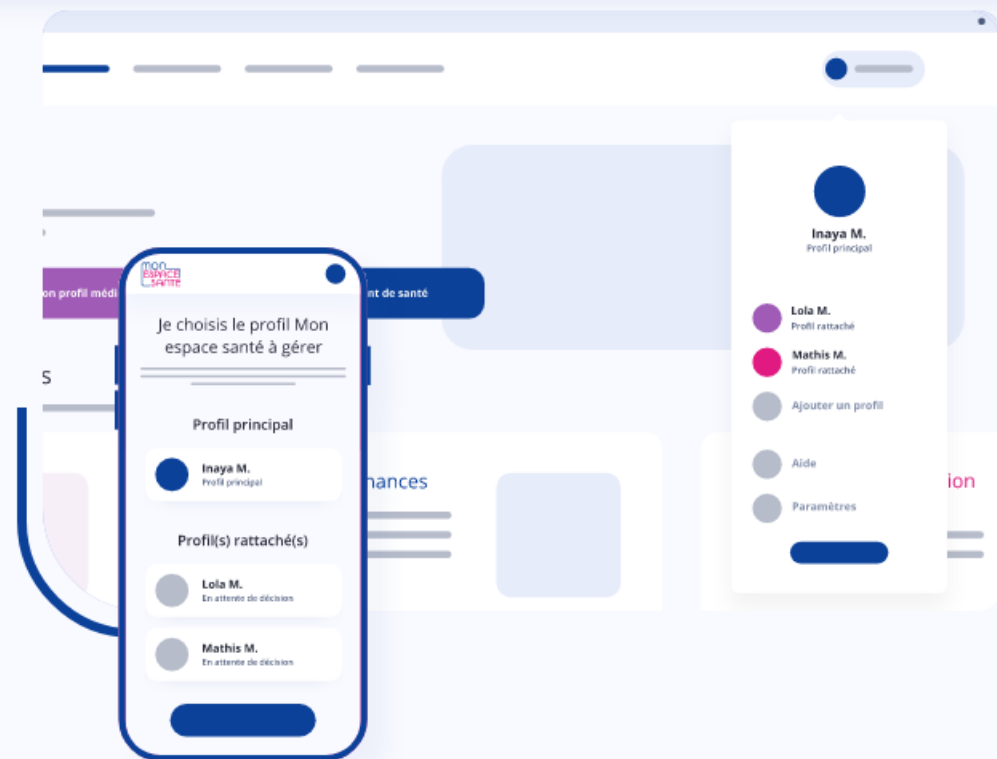 Inaya M.
Profil principal
Lola M.
Profil rattaché
Mathis M.
Profil rattaché
Ajouter un profil
Aide
Paramètres
on profil médi
nt de santé
s
nances
ion
MON
ESPACE
SANTÉ
Je choisis le profil Mon
espace santé à gérer
Profil principal
Inaya M.
Profil principal
Profil(s) rattaché(s)
Lola M.
En attente de décision
Mathis M.
En attente de décision